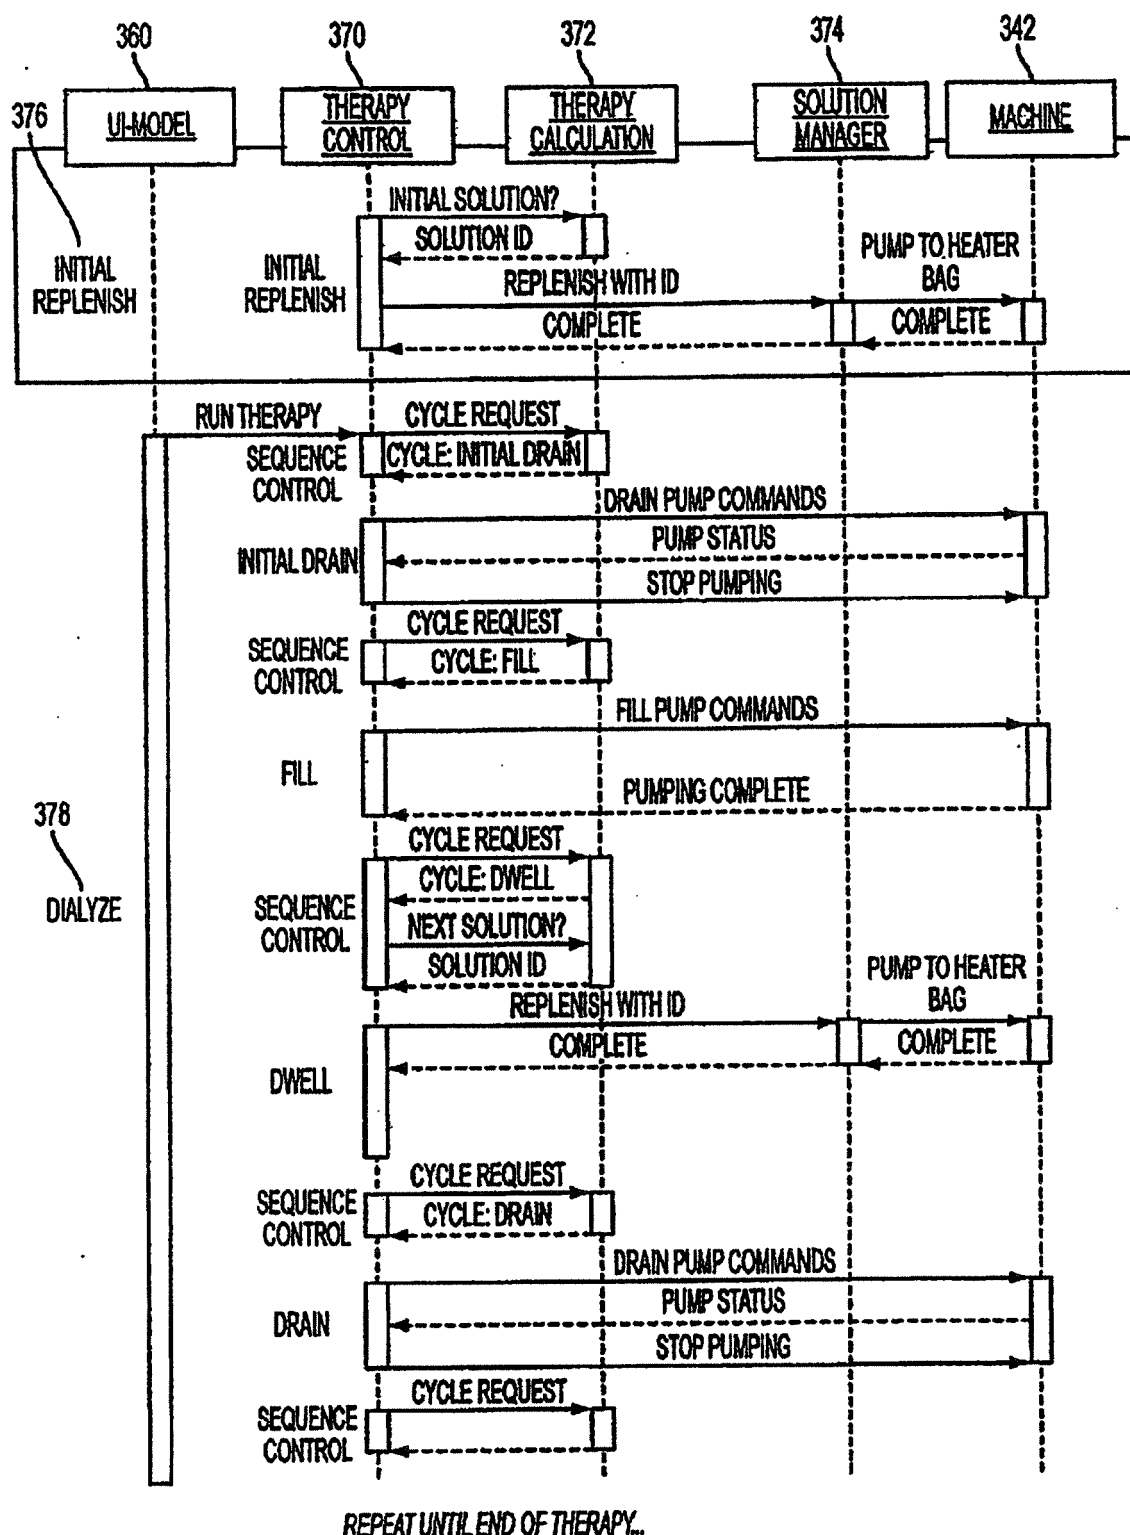 360
370
372
374
342
376
UI-MODEL
THERAPY
CONTROL
THERAPY
CALCULATION
SOLUTION
MANAGER
MACHINE
INITIAL SOLUTION?
SOLUTION ID
INITIAL
REPLENISH
INITIAL
REPLENISH
REPLENISH WITH ID
PUMP TO HEATER
BAG
COMPLETE
COMPLETE
RUN THERAPY
CYCLE REQUEST
SEQUENCE
CONTROL
CYCLE: INITIAL DRAIN
DRAIN PUMP COMMANDS
INITIAL DRAIN
PUMP STATUS
STOP PUMPING
CYCLE REQUEST
SEQUENCE
CONTROL
CYCLE: FILL
FILL PUMP COMMANDS
FILL
PUMPING COMPLETE
378
DIALYZE
CYCLE REQUEST
CYCLE: DWELL
SEQUENCE
CONTROL
NEXT SOLUTION?
SOLUTION ID
REPLENISH WITH ID
PUMP TO HEATER
BAG
COMPLETE
COMPLETE
DWELL
CYCLE REQUEST
SEQUENCE
CONTROL
CYCLE: DRAIN
DRAIN PUMP COMMANDS
DRAIN
PUMP STATUS
STOP PUMPING
CYCLE REQUEST
SEQUENCE
CONTROL
REPEAT UNTIL END OF THERAPY...